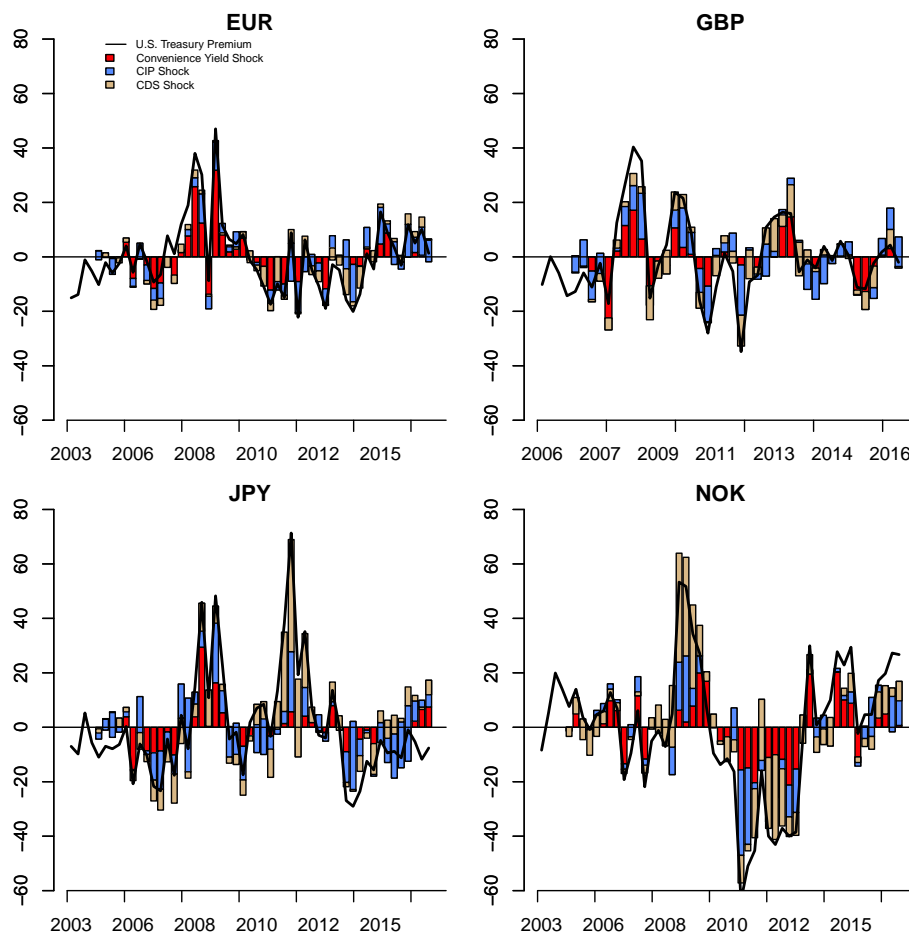 EUR
GBP
U.S. Treasury Premium
Convenience Yield Shock
CIP Shock
CDS Shock
80
60
40
20
0
−20
−40
−60
2003 2006 2008 2010 2012 2015
80
60
40
20
0
−20
−40
−60
2006 2007 2009 2011 2013 2014 2016
JPY
NOK
80
60
40
20
0
−20
−40
−60
2003 2006 2008 2010 2012 2015
80
60
40
20
0
−20
−40
−60
2003 2006 2008 2010 2012 2015